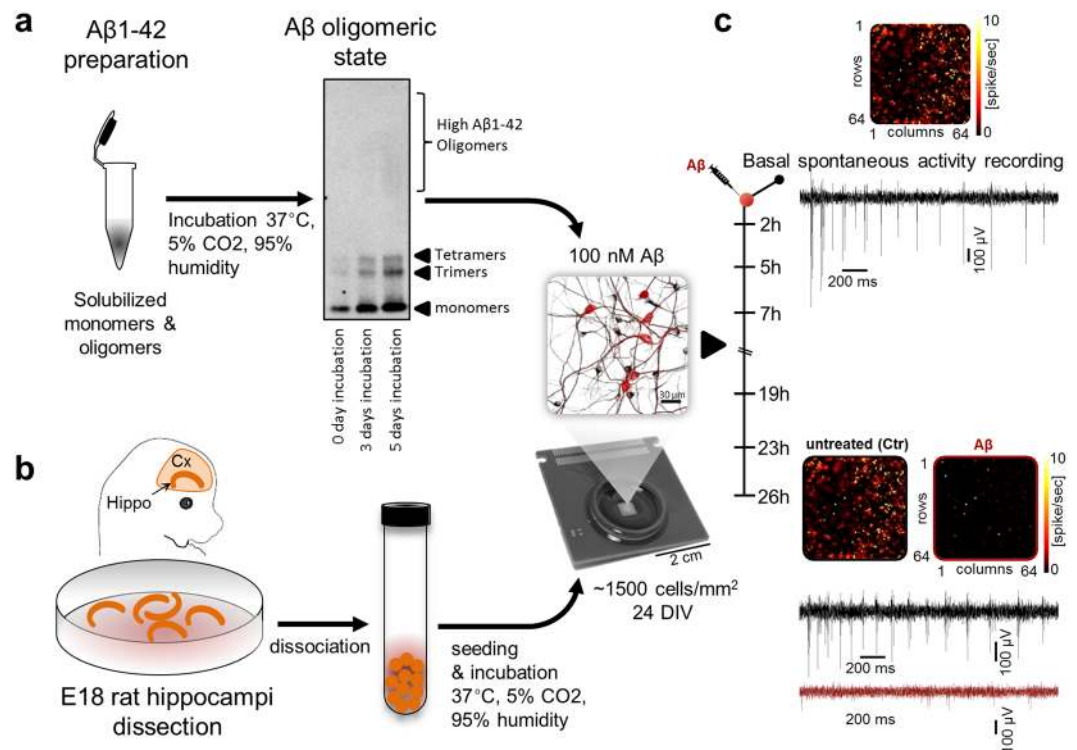 a
Aβ1-42
preparation
Solubilized
monomers &
oligomers
Incubation 37°C,
5% CO2, 95%
humidity
Aβ oligomeric
state
High Aβ1-42
Oligomers
Tetramers
Trimers
monomers
0 day incubation
3 days incubation
5 days incubation
100 nM Aβ
30 µm
b
Cx
Hippo
E18 rat hippocampi
dissection
dissociation
seeding
& incubation
37°C, 5% CO2,
95% humidity
2 cm
~1500 cells/mm²
24 DIV
c
1
rows
64
1 columns 64
10
[spike/sec]
0
Aβ
Basal spontaneous activity recording
200 ms
100 µV
2h
5h
7h
19h
23h
26h
untreated (Ctr)
Aβ
1
rows
64
1 columns 64
10
[spike/sec]
0
200 ms
100 µV
200 ms
100 µV